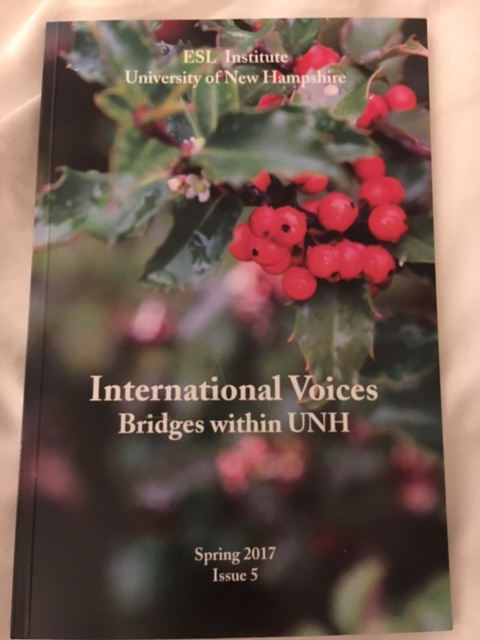 ESL Institute
University of New Hampshire
International Voices
Bridges within UNH
Spring 2017
Issue 5